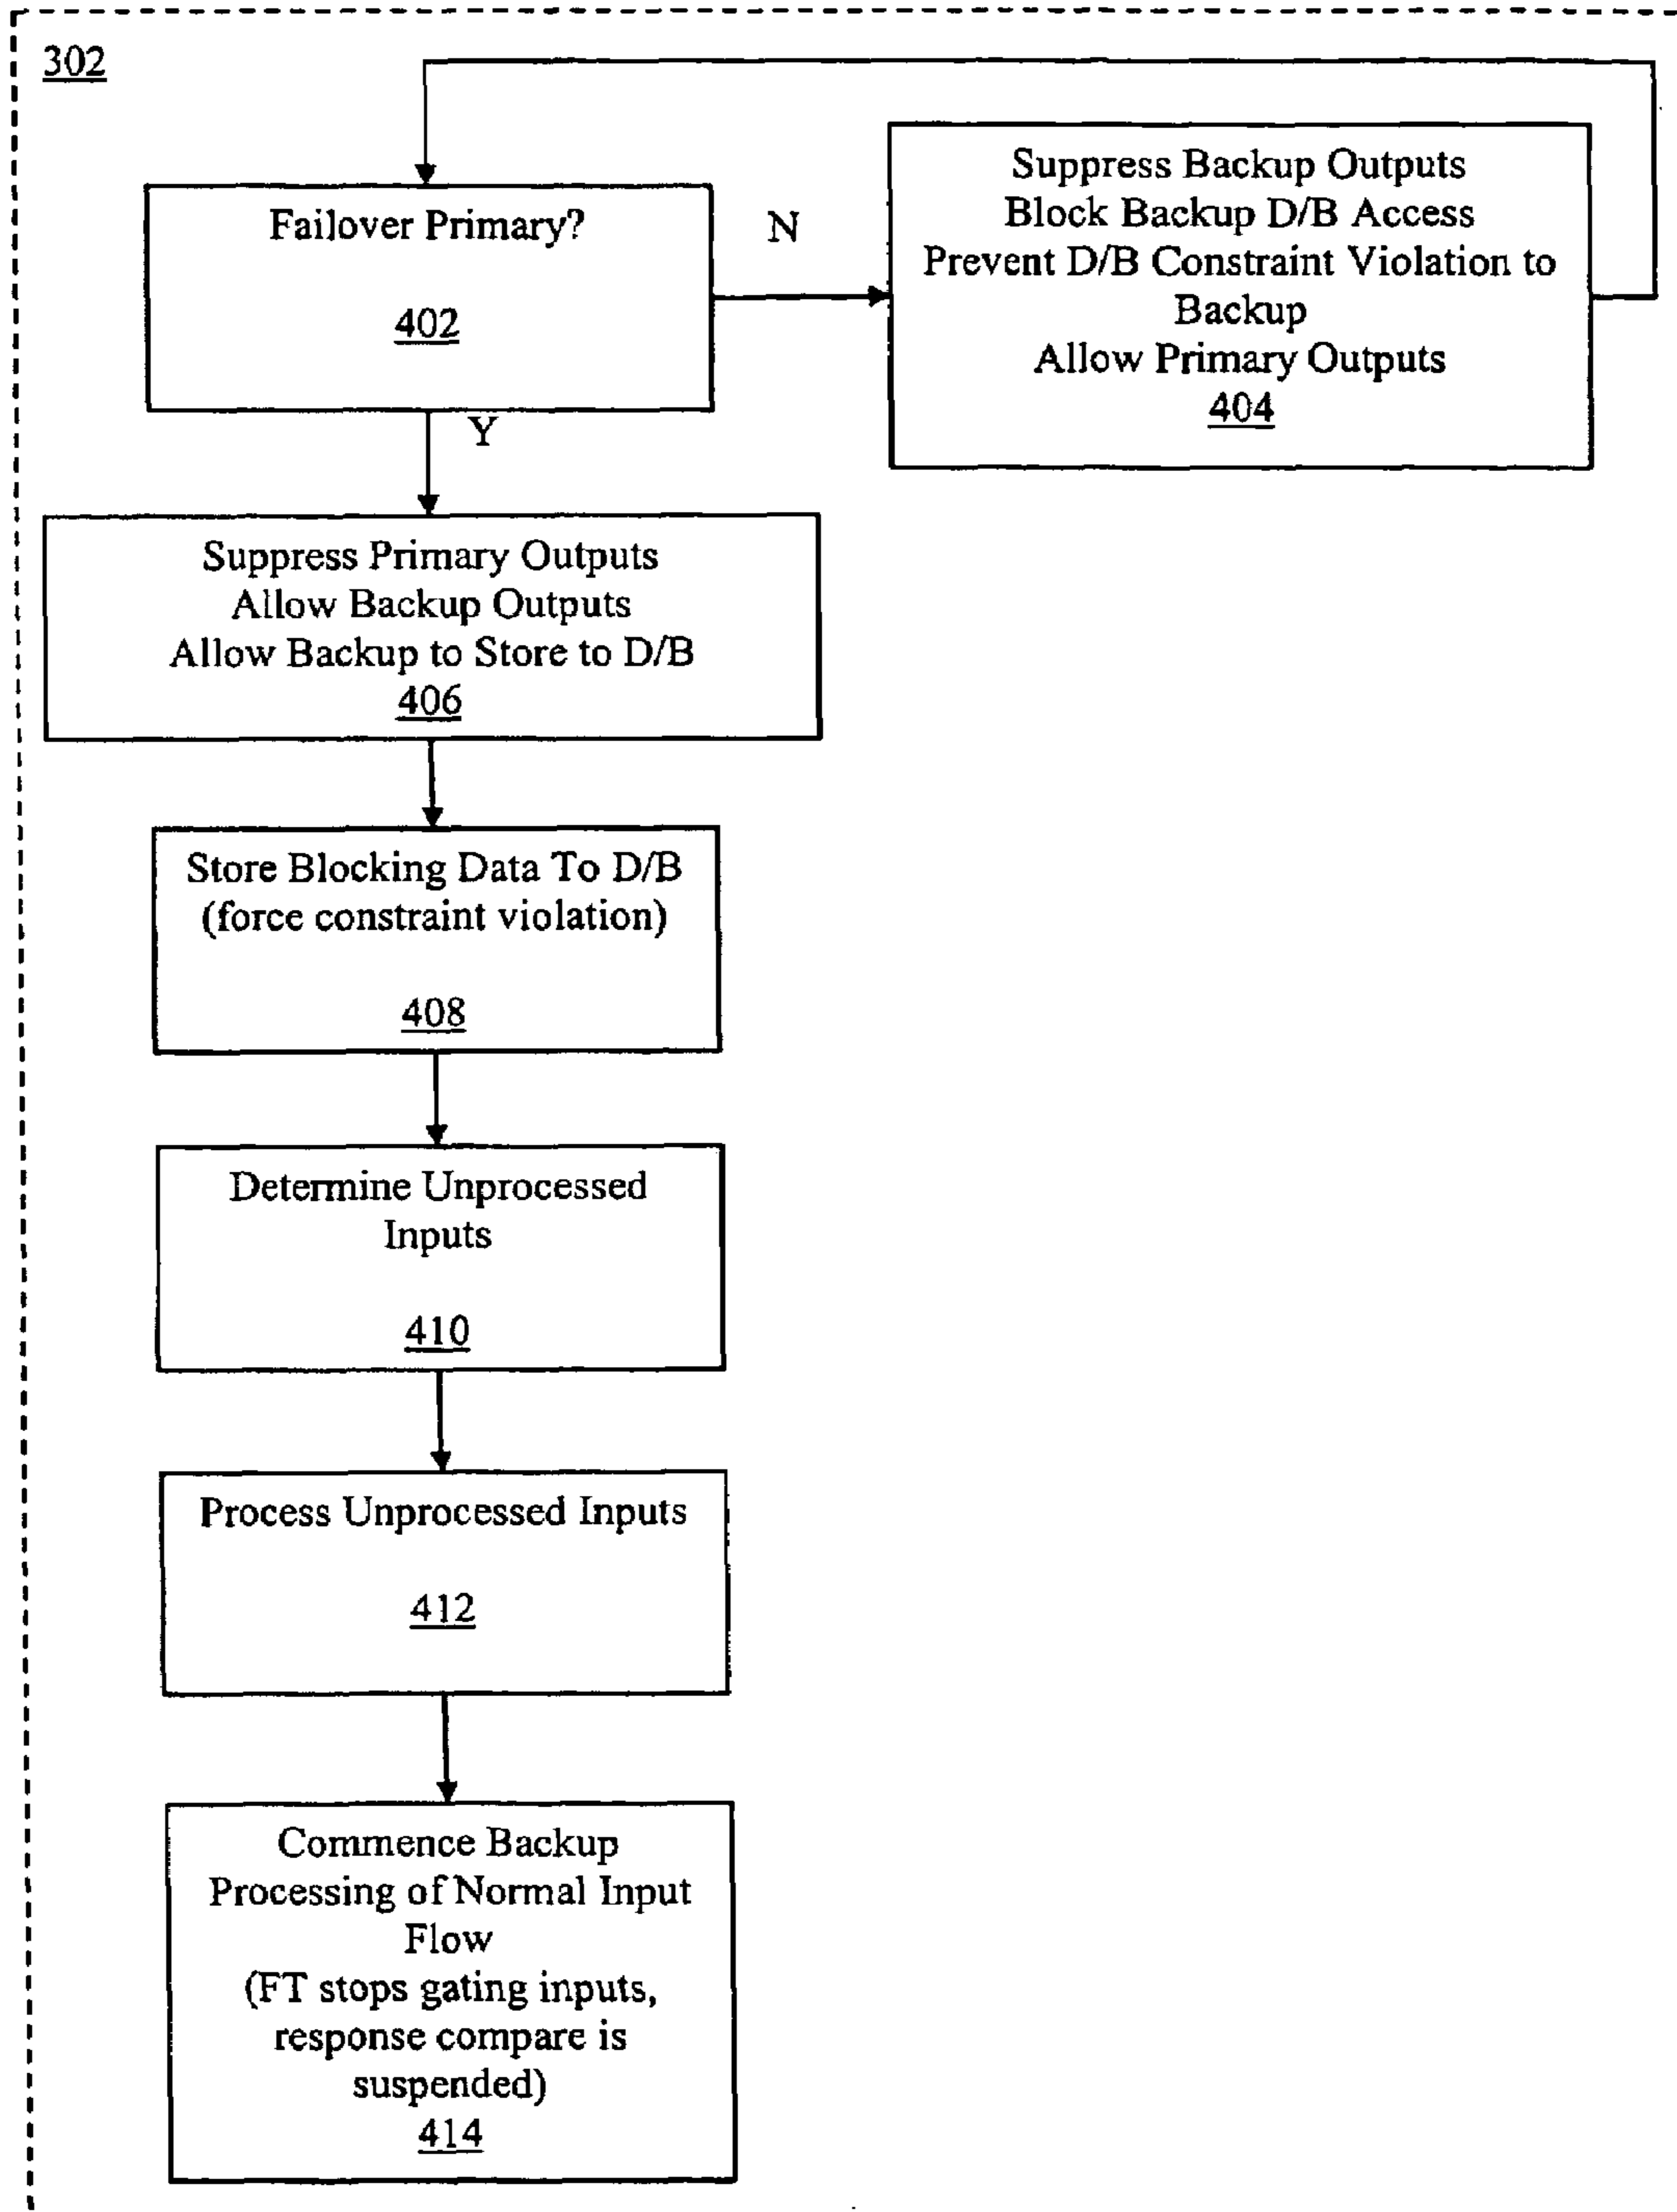 302
Failover Primary?
402
N
Suppress Backup Outputs
Block Backup D/B Access
Prevent D/B Constraint Violation to
Backup
Allow Primary Outputs
404
Y
Suppress Primary Outputs
Allow Backup Outputs
Allow Backup to Store to D/B
406
Store Blocking Data To D/B
(force constraint violation)
408
Determine Unprocessed
Inputs
410
Process Unprocessed Inputs
412
Commence Backup
Processing of Normal Input
Flow
(FT stops gating inputs,
response compare is
suspended)
414